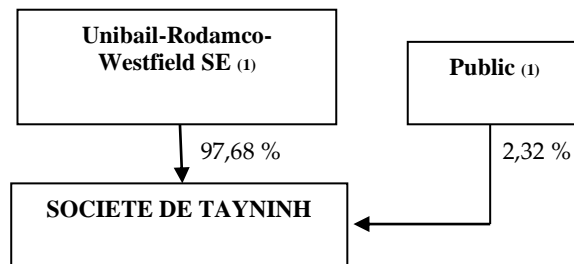 Unibail-Rodamco-
Westfield SE (1)
Public (1)
97,68 %
2,32 %
SOCIETE DE TAYNINH